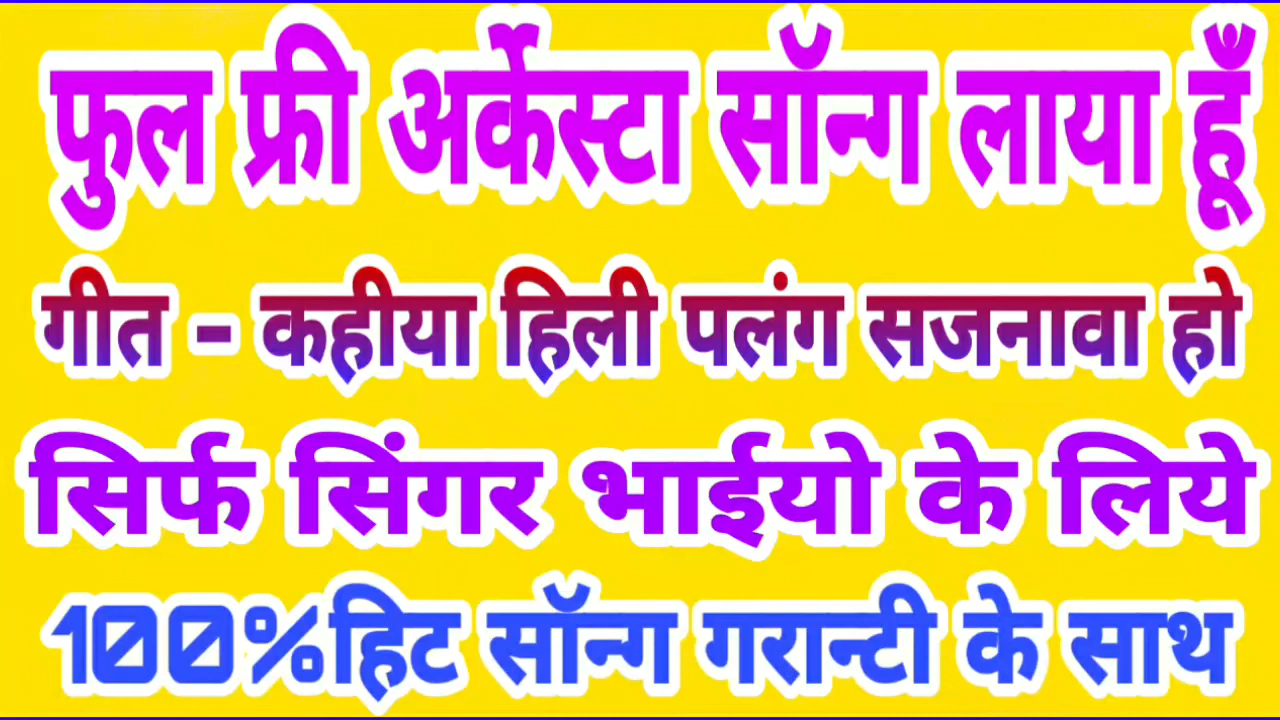 फुल फ्री अर्केस्टा सॉन्ग लाया हूँ
गीत - कहीया हिली पलंग सजनावा हो
सिर्फ सिंगर भाईयो के लिये
100%हिट सॉन्ग गरान्टी के साथ